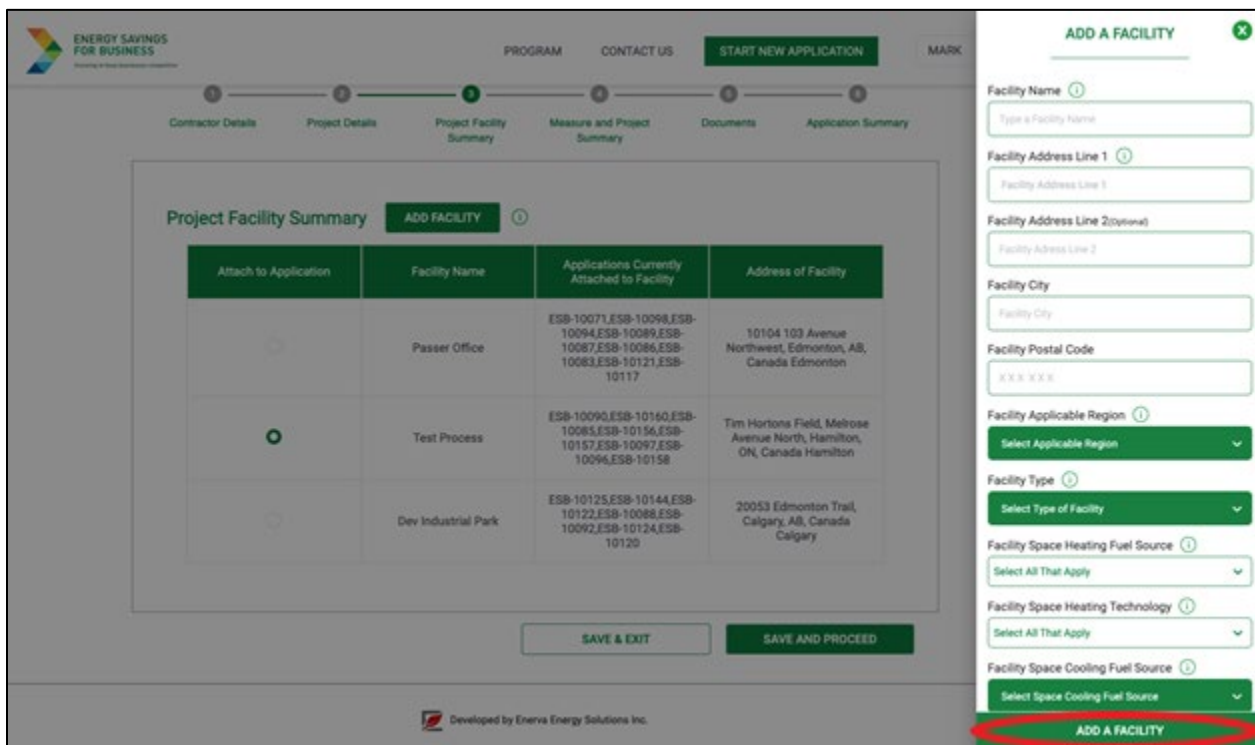 ENERGY SAVINGS
FOR BUSINESS
PROGRAM
CONTACT US
START NEW APPLICATION
MARK
1
2
3
4
5
6
Contractor Details
Project Details
Project Facility
Summary
Measure and Project
Summary
Documents
Application Summary
Project Facility Summary
ADD FACILITY
Attach to Application
Facility Name
Applications Currently
Attached to Facility
Address of Facility
Passer Office
ESB-10071,ESB-10098,ESB-
10094,ESB-10089,ESB-
10087,ESB-10086,ESB-
10083,ESB-10121,ESB-
10117
10104 103 Avenue
Northwest, Edmonton, AB,
Canada Edmonton
Test Process
ESB-10090,ESB-10160,ESB-
10085,ESB-10156,ESB-
10157,ESB-10097,ESB-
10096,ESB-10158
Tim Hortons Field, Melrose
Avenue North, Hamilton,
ON, Canada Hamilton
Dev Industrial Park
ESB-10125,ESB-10144,ESB-
10122,ESB-10088,ESB-
10092,ESB-10124,ESB-
10120
20053 Edmonton Trail,
Calgary, AB, Canada
Calgary
SAVE & EXIT
SAVE AND PROCEED
Developed by Enerva Energy Solutions Inc.
ADD A FACILITY
X
Facility Name i
Type a Facility Name
Facility Address Line 1 i
Facility Address Line 1
Facility Address Line 2(Optional)
Facility Adress Line 2
Facility City
Facility City
Facility Postal Code
XXX XXX
Facility Applicable Region i
Select Applicable Region
Facility Type i
Select Type of Facility
Facility Space Heating Fuel Source i
Select All That Apply
Facility Space Heating Technology i
Select All That Apply
Facility Space Cooling Fuel Source i
Select Space Cooling Fuel Source
ADD A FACILITY